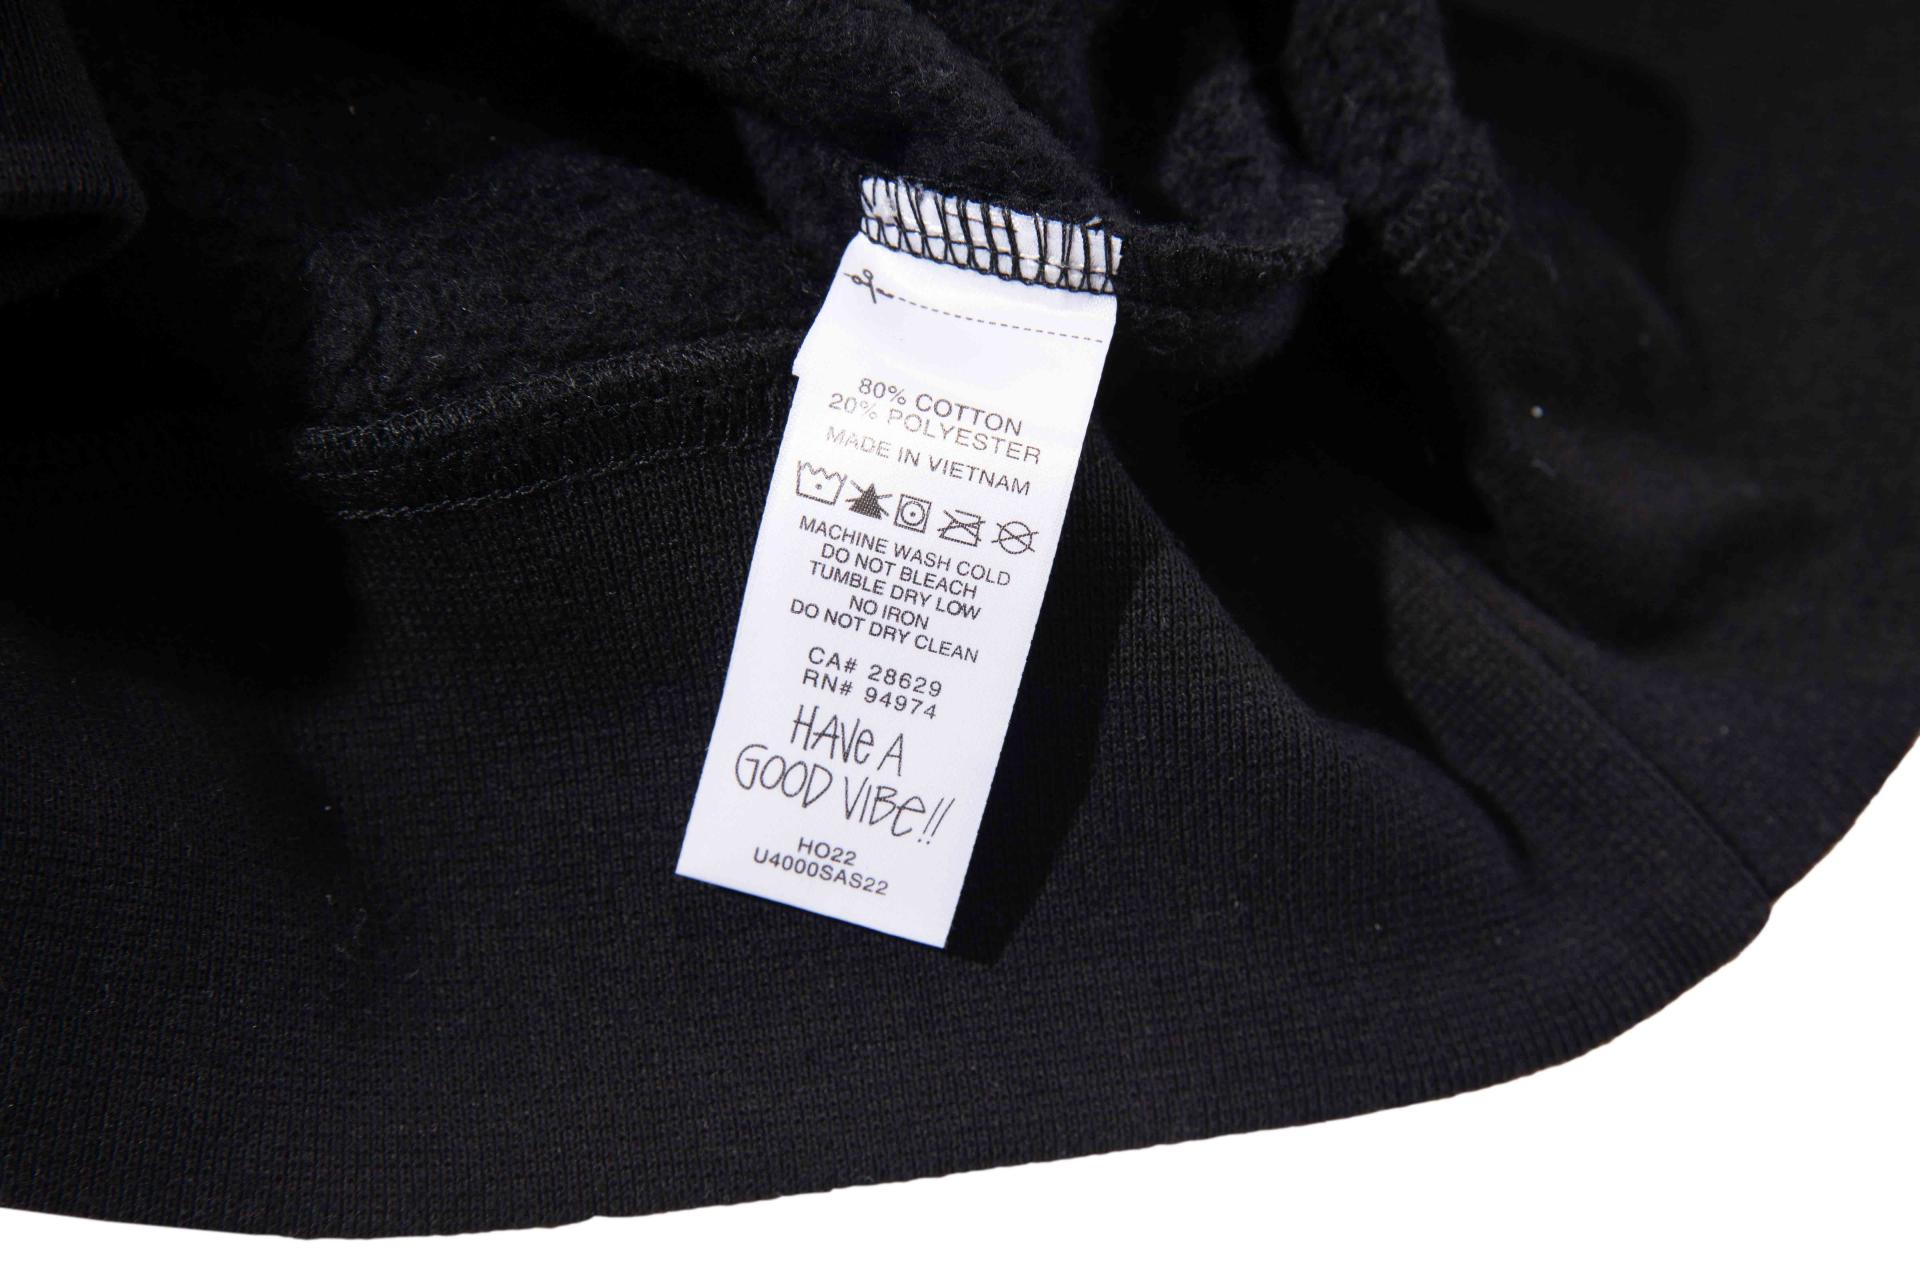 80% COTTON
20% POLYESTER
MADE IN VIETNAM
MACHINE WASH COLD
DO NOT BLEACH
TUMBLE DRY LOW
NO IRON
DO NOT DRY CLEAN
CA# 28629
RN# 94974
HAVe A
GOOD VIBe!!
HO22
U4000SAS22